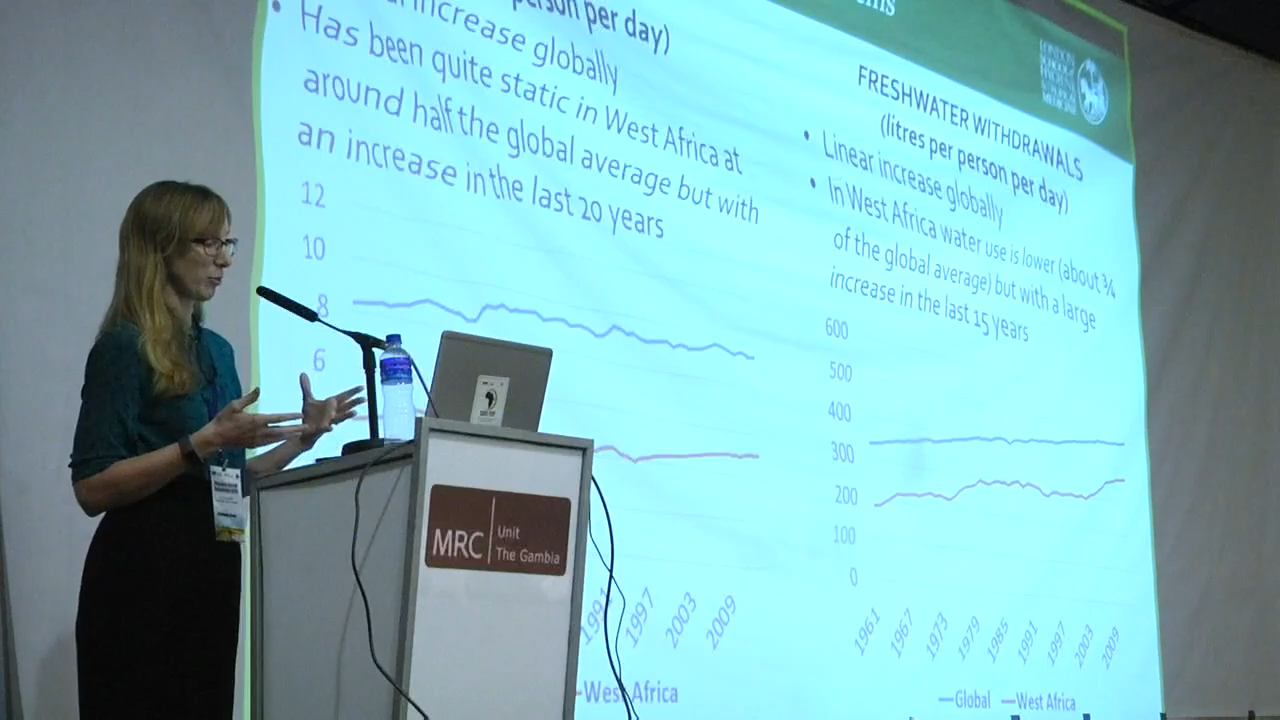 person per day)
increase globally
Has been quite static in West Africa at
around half the global average but with
an increase in the last 20 years
12
10
8
6
1991
1997
2003
2009
West Africa
FRESHWATER WITHDRAWALS
(litres per person per day)
Linear increase globally
In West Africa water use is lower (about ¾
of the global average) but with a large
increase in the last 15 years
600
500
400
300
200
100
0
1961
1967
1973
1979
1985
1991
1997
2003
2009
Global
West Africa
MRC
Unit
The Gambia